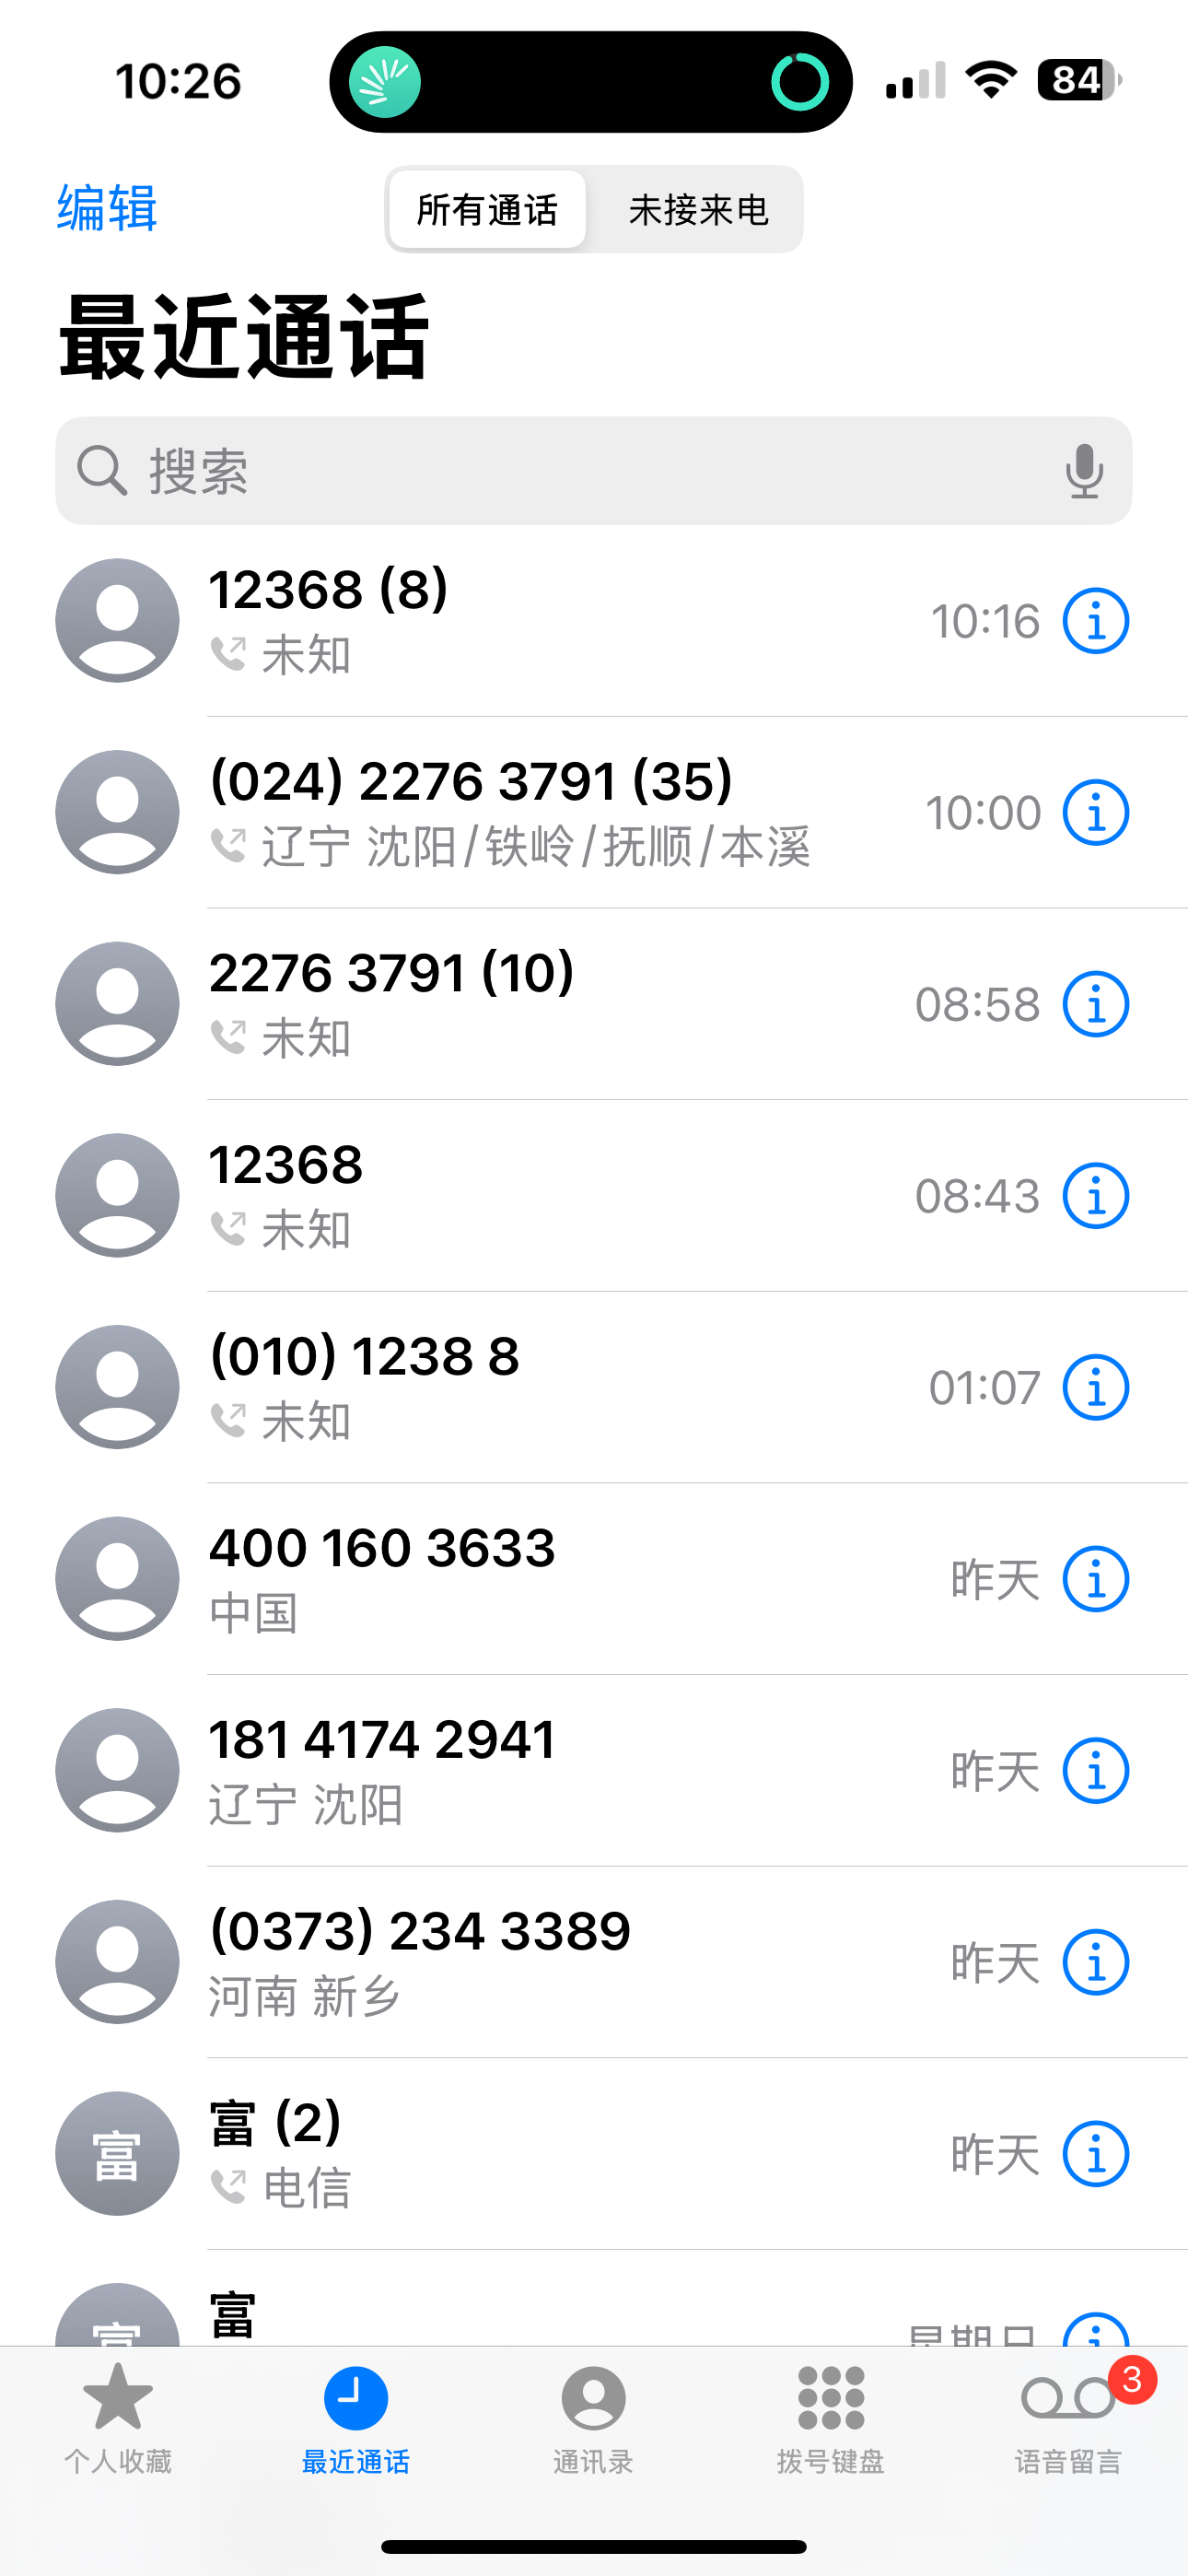 10:26
84
编辑
所有通话
未接来电
最近通话
搜索
12368 (8)
未知
10:16
(024) 2276 3791 (35)
辽宁 沈阳/铁岭/抚顺/本溪
10:00
2276 3791 (10)
未知
08:58
12368
未知
08:43
(010) 1238 8
未知
01:07
400 160 3633
中国
昨天
181 4174 2941
辽宁 沈阳
昨天
(0373) 234 3389
河南 新乡
昨天
富
富 (2)
电信
昨天
富
富
星期日
个人收藏
最近通话
通讯录
拨号键盘
3
语音留言